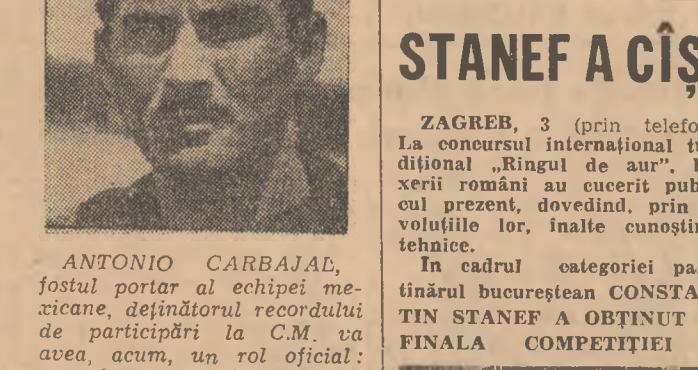 ANTONIO CARBAJAL,
fostul portar al echipei me-
xicane, deținătorul recordului
de participări la C.M. va
avea, acum, un rol oficial :
STANEF A CÎȘ
ZAGREB, 3 (prin telefo
La concursul internațional t
dițional „Ringul de aur”,
xerii români au cucerit pub
cul prezent, dovedind, prin
voluțiile lor, înalte cunoștin
tehnice.
In cadrul categoriei pa
tînărul bucureștean CONSTA
TIN STANEF A OBȚINUT
FINALA COMPETIȚIEI